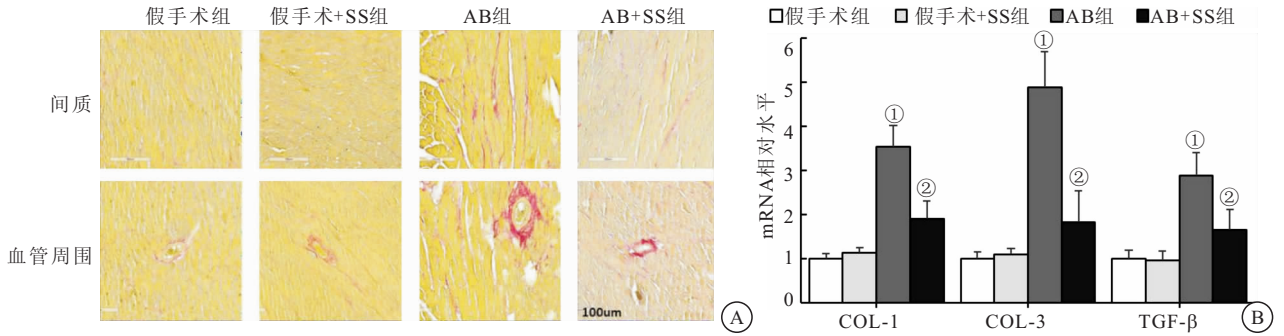 假手术组 假手术+SS组 AB组 AB+SS组
间质
血管周围
100um
A
假手术组 假手术+SS组 AB组 AB+SS组
mRNA相对水平
6
5
4
3
2
1
0
① ② ① ② ① ②
COL-1 COL-3 TGF-β
B